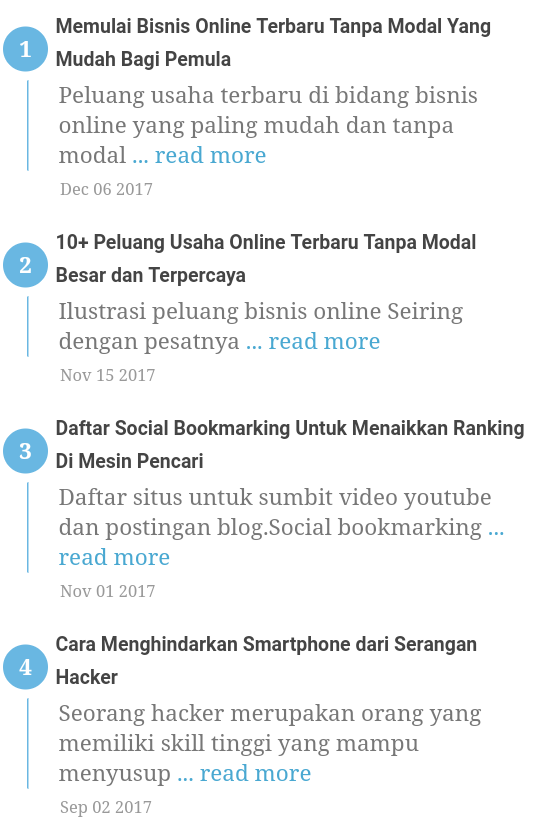 1
Memulai Bisnis Online Terbaru Tanpa Modal Yang
Mudah Bagi Pemula
Peluang usaha terbaru di bidang bisnis
online yang paling mudah dan tanpa
modal ... read more
Dec 06 2017
2
10+ Peluang Usaha Online Terbaru Tanpa Modal
Besar dan Terpercaya
Ilustrasi peluang bisnis online Seiring
dengan pesatnya ... read more
Nov 15 2017
3
Daftar Social Bookmarking Untuk Menaikkan Ranking
Di Mesin Pencari
Daftar situs untuk sumbit video youtube
dan postingan blog.Social bookmarking ...
read more
Nov 01 2017
4
Cara Menghindarkan Smartphone dari Serangan
Hacker
Seorang hacker merupakan orang yang
memiliki skill tinggi yang mampu
menyusup ... read more
Sep 02 2017